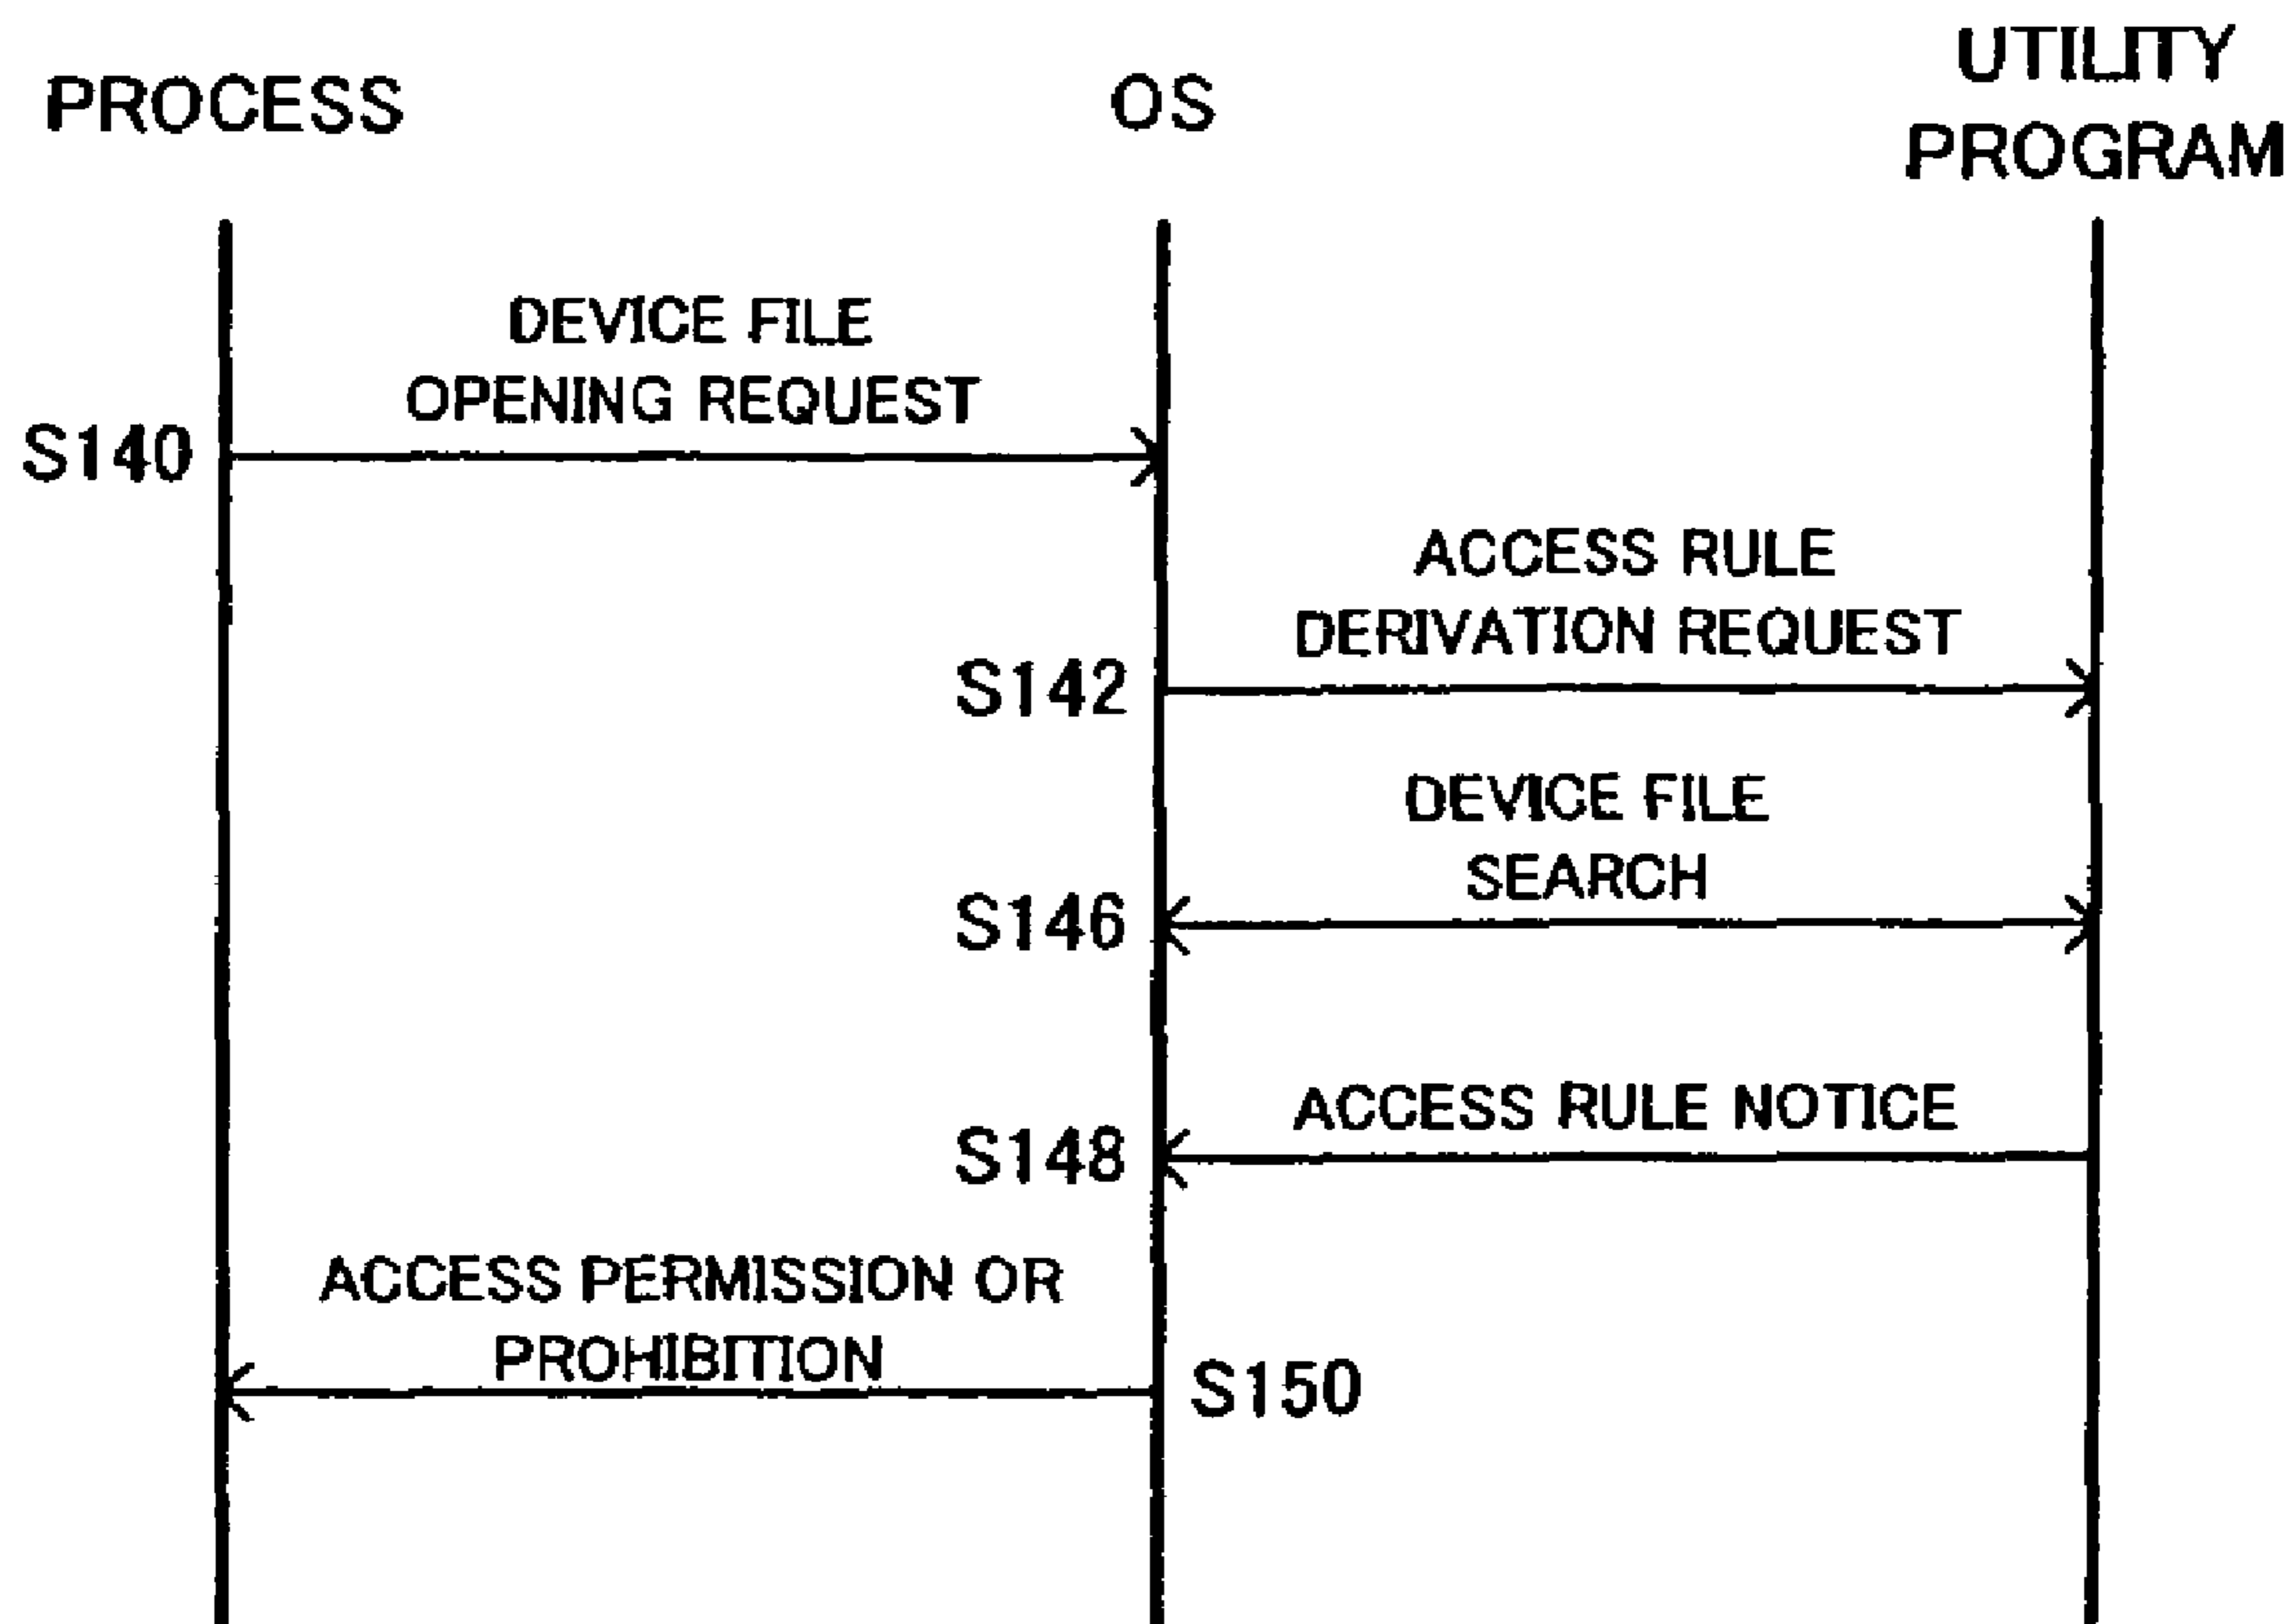 PROCESS
OS
UTILITY
PROGRAM
DEVICE FILE
OPENING REQUEST
S140
ACCESS RULE
DERIVATION REQUEST
S142
DEVICE FILE
SEARCH
S146
ACCESS RULE NOTICE
S148
ACCESS PERMISSION OR
PROHIBITION
S150